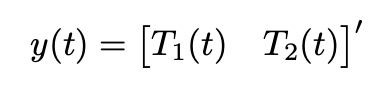 y(t) = [T₁(t) T₂(t)]′